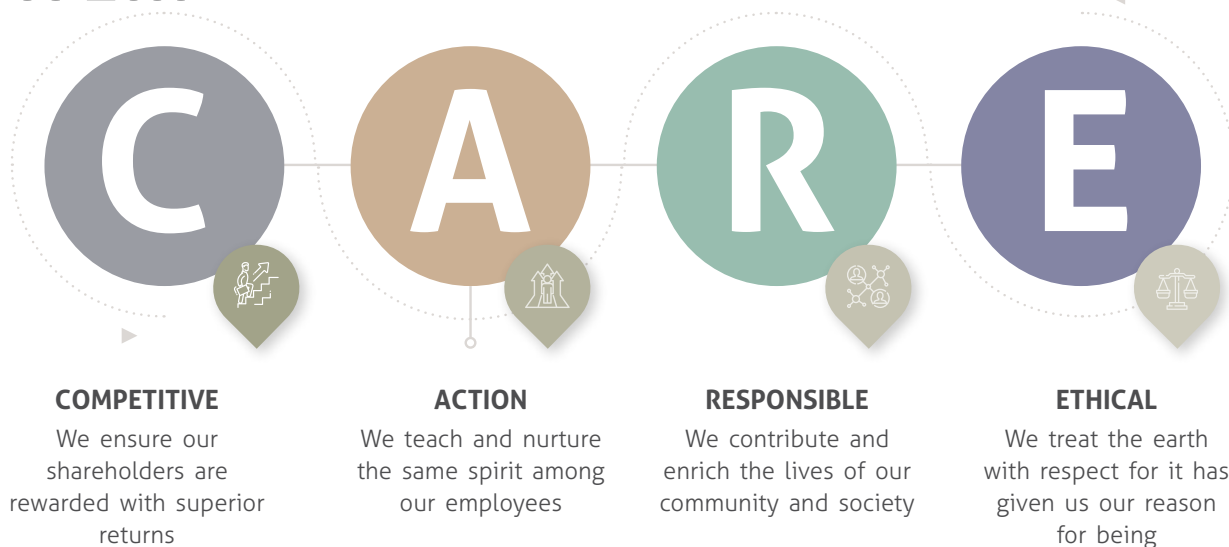 C A R E
COMPETITIVE
We ensure our
shareholders are
rewarded with superior
returns
ACTION
We teach and nurture
the same spirit among
our employees
RESPONSIBLE
We contribute and
enrich the lives of our
community and society
ETHICAL
We treat the earth
with respect for it has
given us our reason
for being